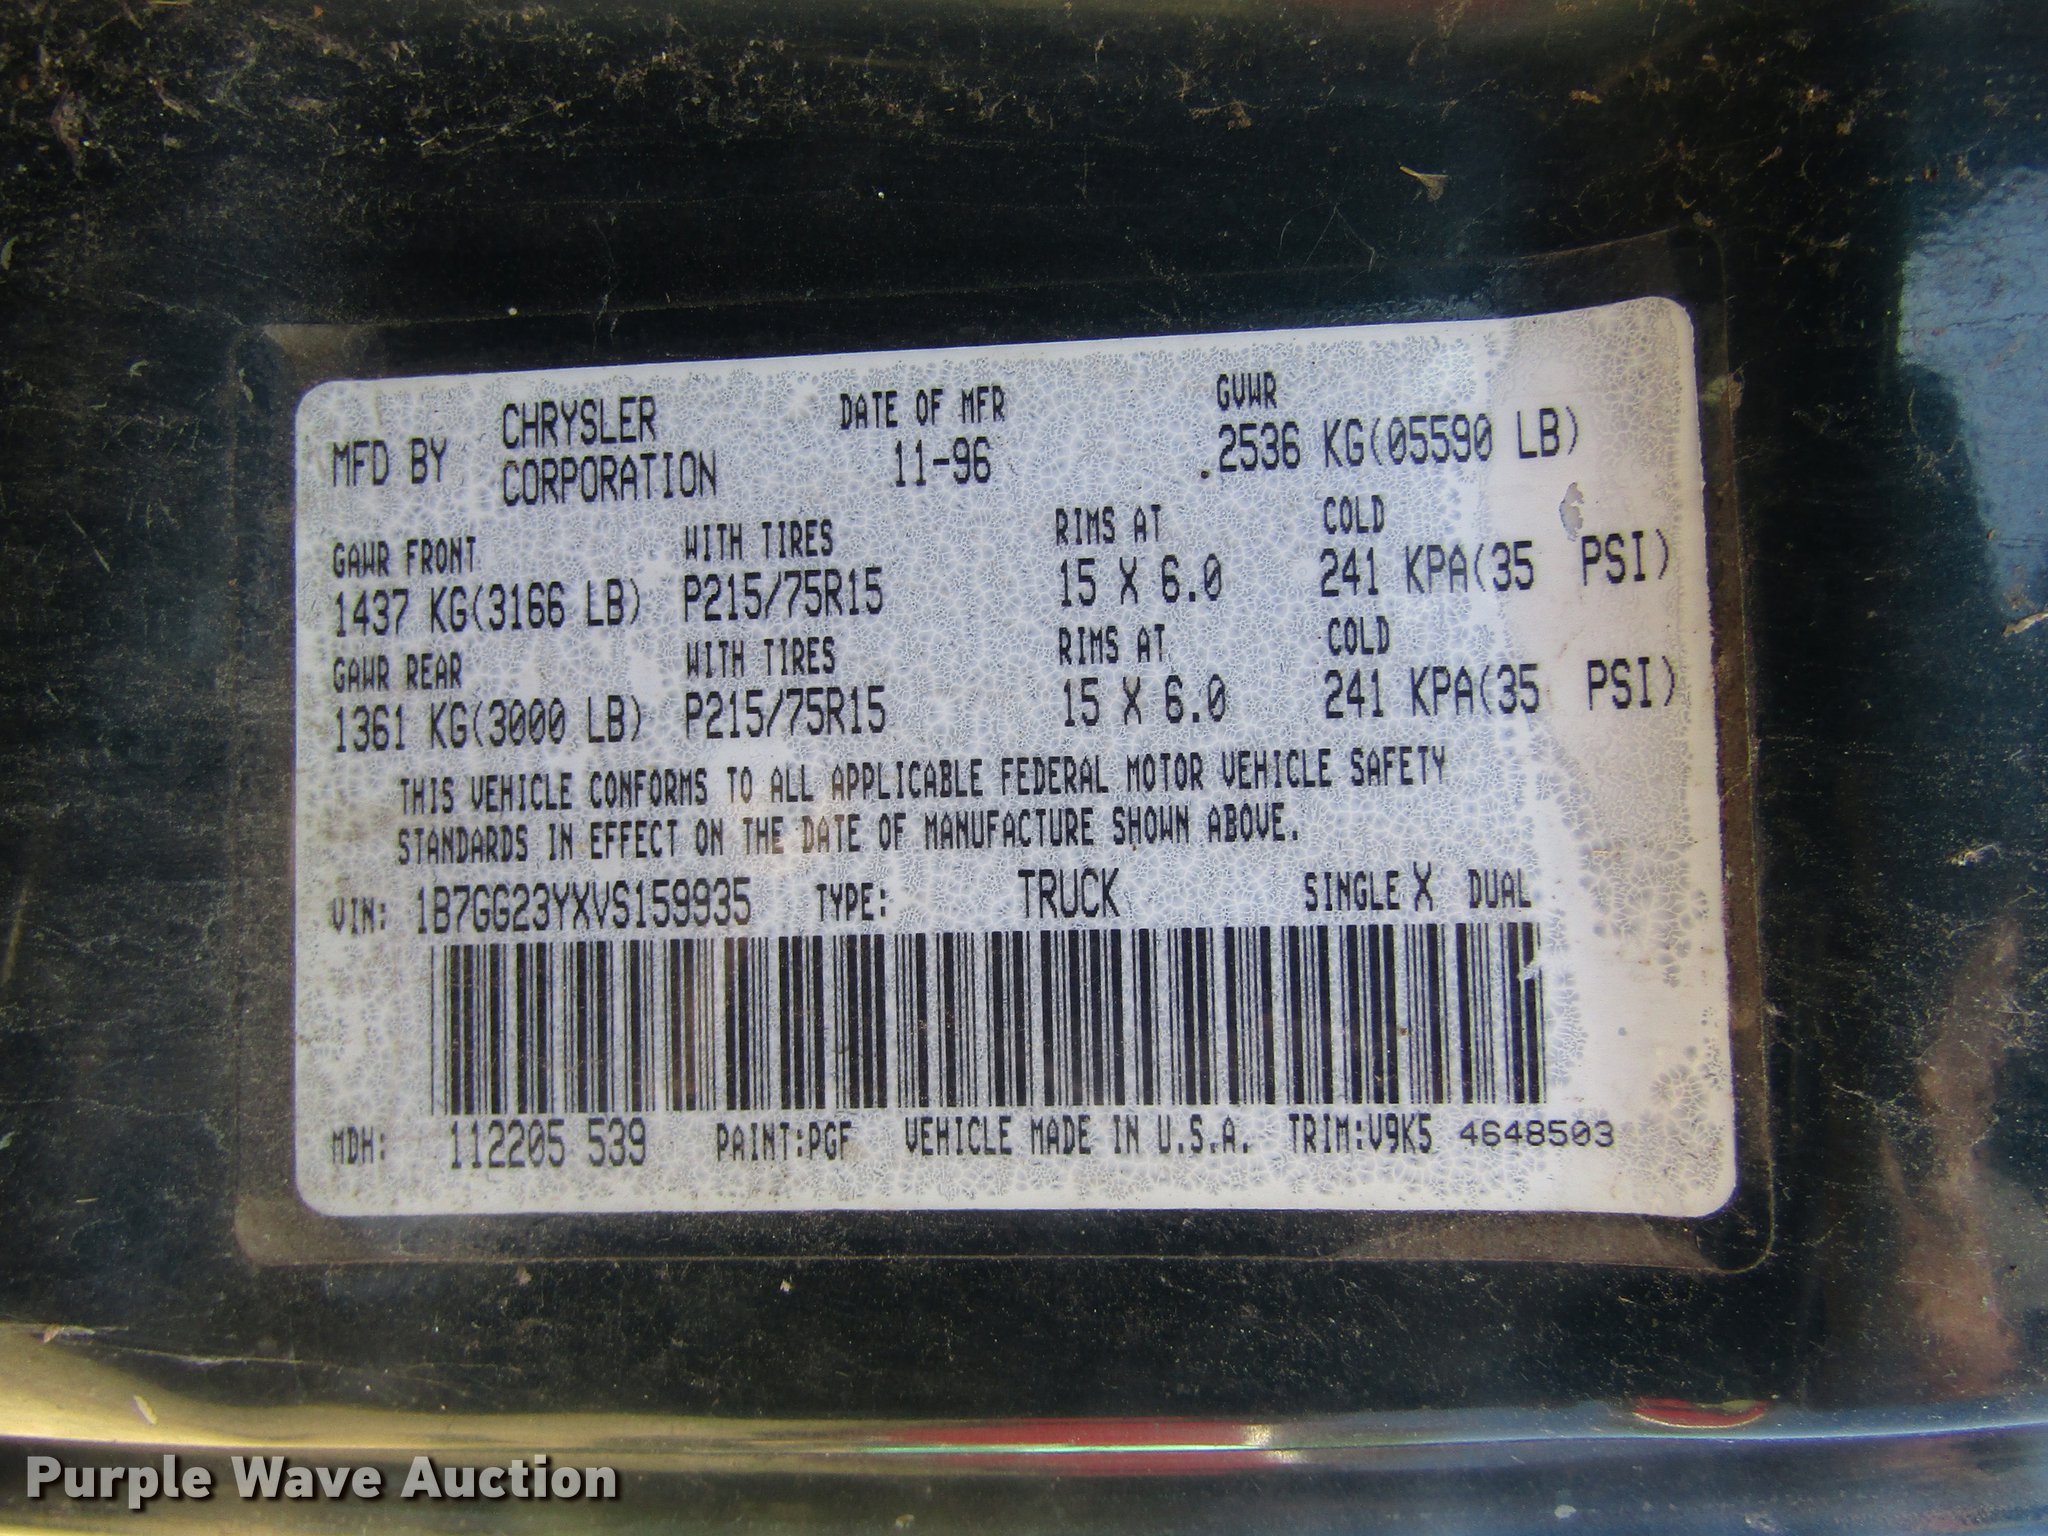 MFD BY CHRYSLER CORPORATION DATE OF MFR 11-96 GVWR .2536 KG(05590 LB)
GAWR FRONT WITH TIRES RIMS AT COLD
1437 KG(3166 LB) P215/75R15 15 X 6.0 241 KPA(35 PSI)
GAWR REAR WITH TIRES RIMS AT COLD
1361 KG(3000 LB) P215/75R15 15 X 6.0 241 KPA(35 PSI)
THIS VEHICLE CONFORMS TO ALL APPLICABLE FEDERAL MOTOR VEHICLE SAFETY
STANDARDS IN EFFECT ON THE DATE OF MANUFACTURE SHOWN ABOVE.
VIN: 1B7GG23YXVS159935 TYPE: TRUCK SINGLE X DUAL
MDH: 112205 539 PAINT:PGF VEHICLE MADE IN U.S.A. TRIM:V9K5 4648503
Purple Wave Auction